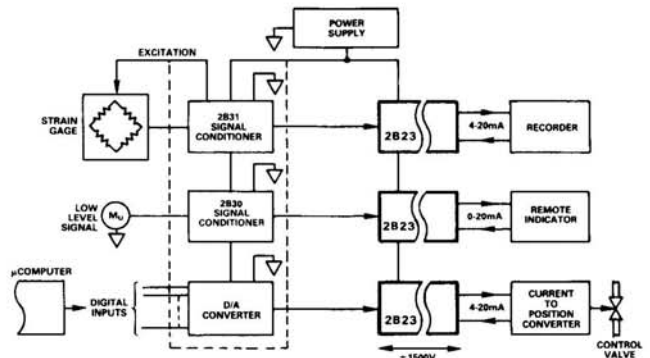 POWER
SUPPLY
EXCITATION
STRAIN
GAGE
2B31
SIGNAL
CONDITIONER
2B23
4-20mA
RECORDER
LOW
LEVEL
SIGNAL
2B30
SIGNAL
CONDITIONER
2B23
0-20mA
REMOTE
INDICATOR
µCOMPUTER
DIGITAL
INPUTS
D/A
CONVERTER
2B23
4-20mA
CURRENT
TO
POSITION
CONVERTER
CONTROL
VALVE